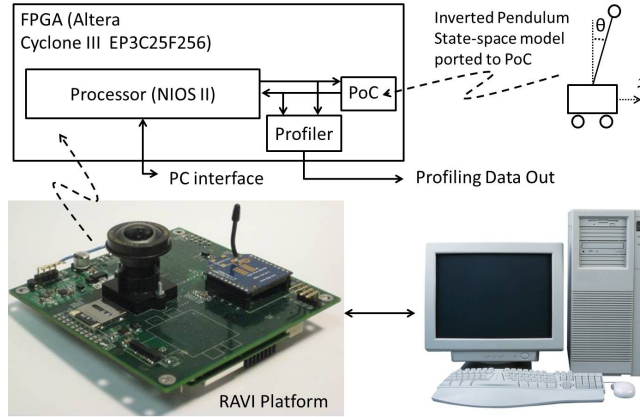 FPGA (Altera
Cyclone III EP3C25F256)
Processor (NIOS II)
PoC
Profiler
PC interface
Profiling Data Out
Inverted Pendulum
State-space model
ported to PoC
θ
RAVI Platform